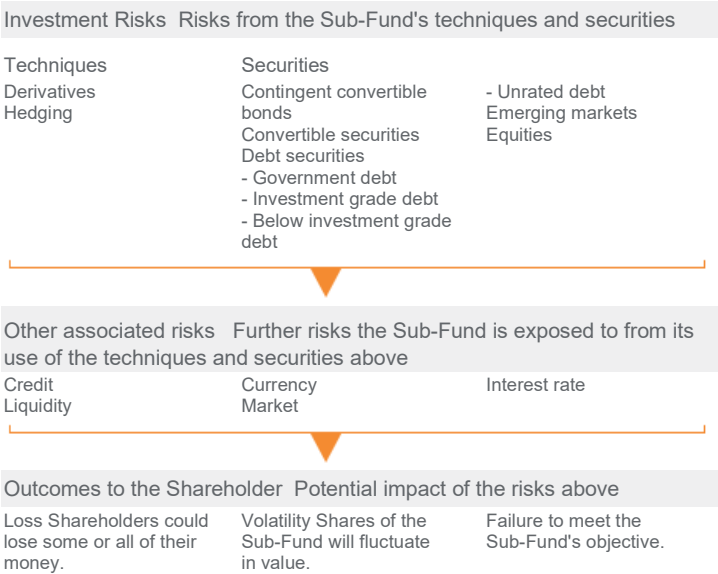 Investment Risks  Risks from the Sub-Fund's techniques and securities
Techniques
Derivatives
Hedging
Securities
Contingent convertible
bonds
Convertible securities
Debt securities
- Government debt
- Investment grade debt
- Below investment grade
debt
- Unrated debt
Emerging markets
Equities
Other associated risks  Further risks the Sub-Fund is exposed to from its
use of the techniques and securities above
Credit
Liquidity
Currency
Market
Interest rate
Outcomes to the Shareholder  Potential impact of the risks above
Loss Shareholders could
lose some or all of their
money.
Volatility Shares of the
Sub-Fund will fluctuate
in value.
Failure to meet the
Sub-Fund's objective.